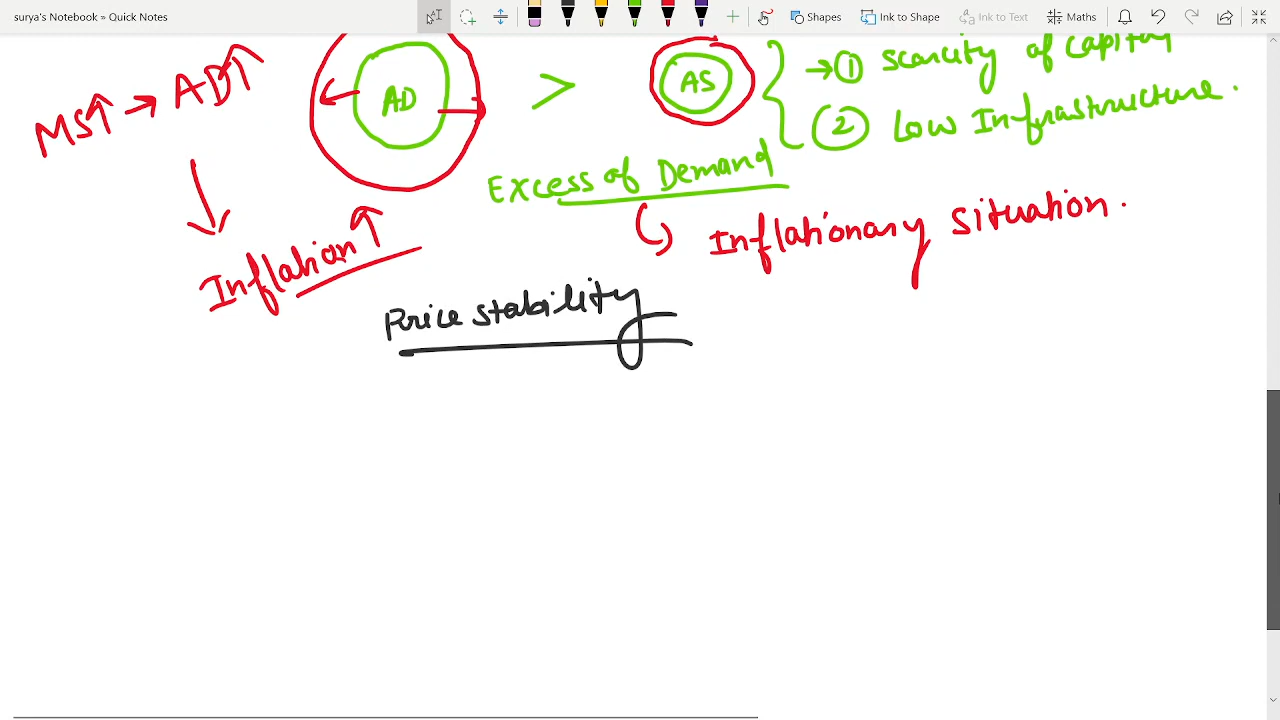 surya's Notebook » Quick Notes
Shapes
Ink to Shape
Ink to Text
Maths
MS↑ → AD↑
AD > AS
→① Scarcity of Capital
② Low Infrastructure.
Excess of Demand
Inflationary Situation.
Inflation↑
Price stability